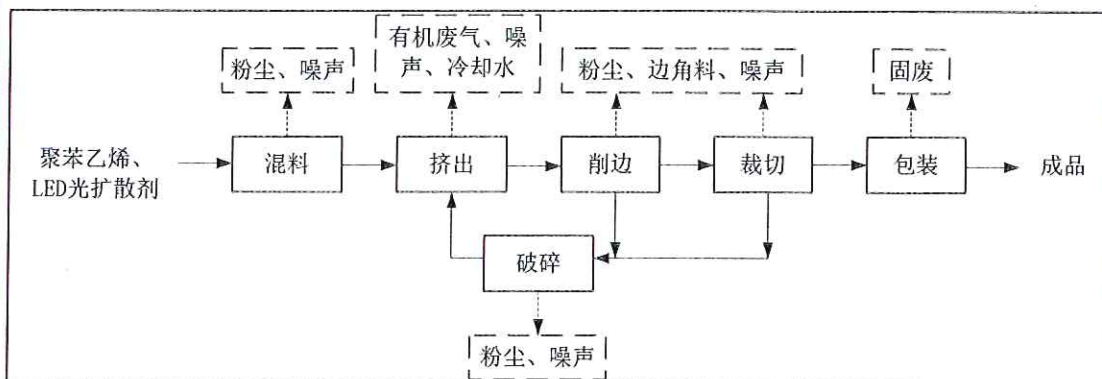 有机废气、噪
声、冷却水
粉尘、噪声
粉尘、边角料、噪声
固废
聚苯乙烯、
LED光扩散剂
混料
挤出
削边
裁切
包装
成品
破碎
粉尘、噪声